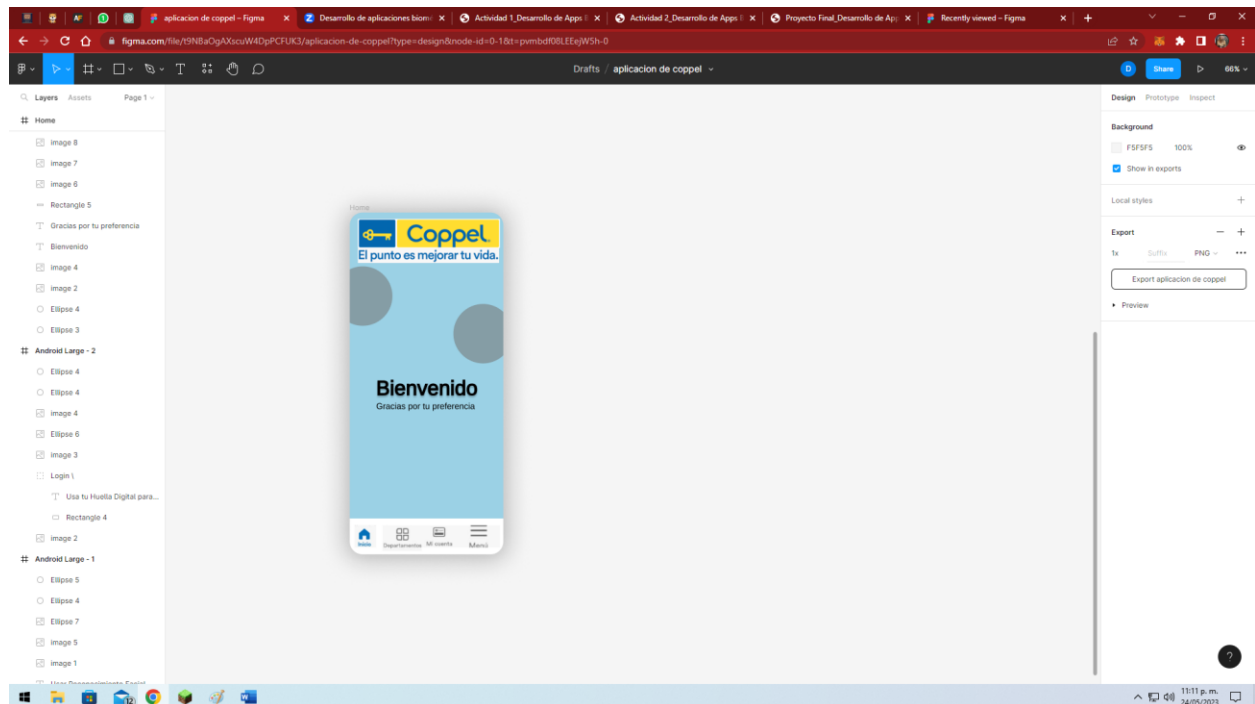 aplicacion de coppel – Figma
Desarrollo de aplicaciones biom
Actividad 1_Desarrollo de Apps
Actividad 2_Desarrollo de Apps
Proyecto Final_Desarrollo de Ap
Recently viewed – Figma
figma.com/file/t9NBaOgAXscuW4DpPCFUK3/aplicacion-de-coppel?type=design&node-id=0-1&t=pvmbdf08LEEejW5h-0
Drafts / aplicacion de coppel
D
Share
66%
Layers Assets Page 1
Design Prototype Inspect
Home
image 8
image 7
image 6
Rectangle 5
Gracias por tu preferencia
Bienvenido
image 4
image 2
Ellipse 4
Ellipse 3
Android Large - 2
Ellipse 4
Ellipse 4
image 4
Ellipse 6
image 3
Login \
Usa tu Huella Digital para...
Rectangle 4
image 2
Android Large - 1
Ellipse 5
Ellipse 4
Ellipse 7
image 5
image 1
Home
Coppel.
El punto es mejorar tu vida.
Bienvenido
Gracias por tu preferencia
Inicio
Departamentos
Mi cuenta
Menú
Background
F5F5F5 100%
Show in exports
Local styles
Export
1x Suffix PNG
Export aplicacion de coppel
Preview
?
12
11:11 p. m.
24/05/2023